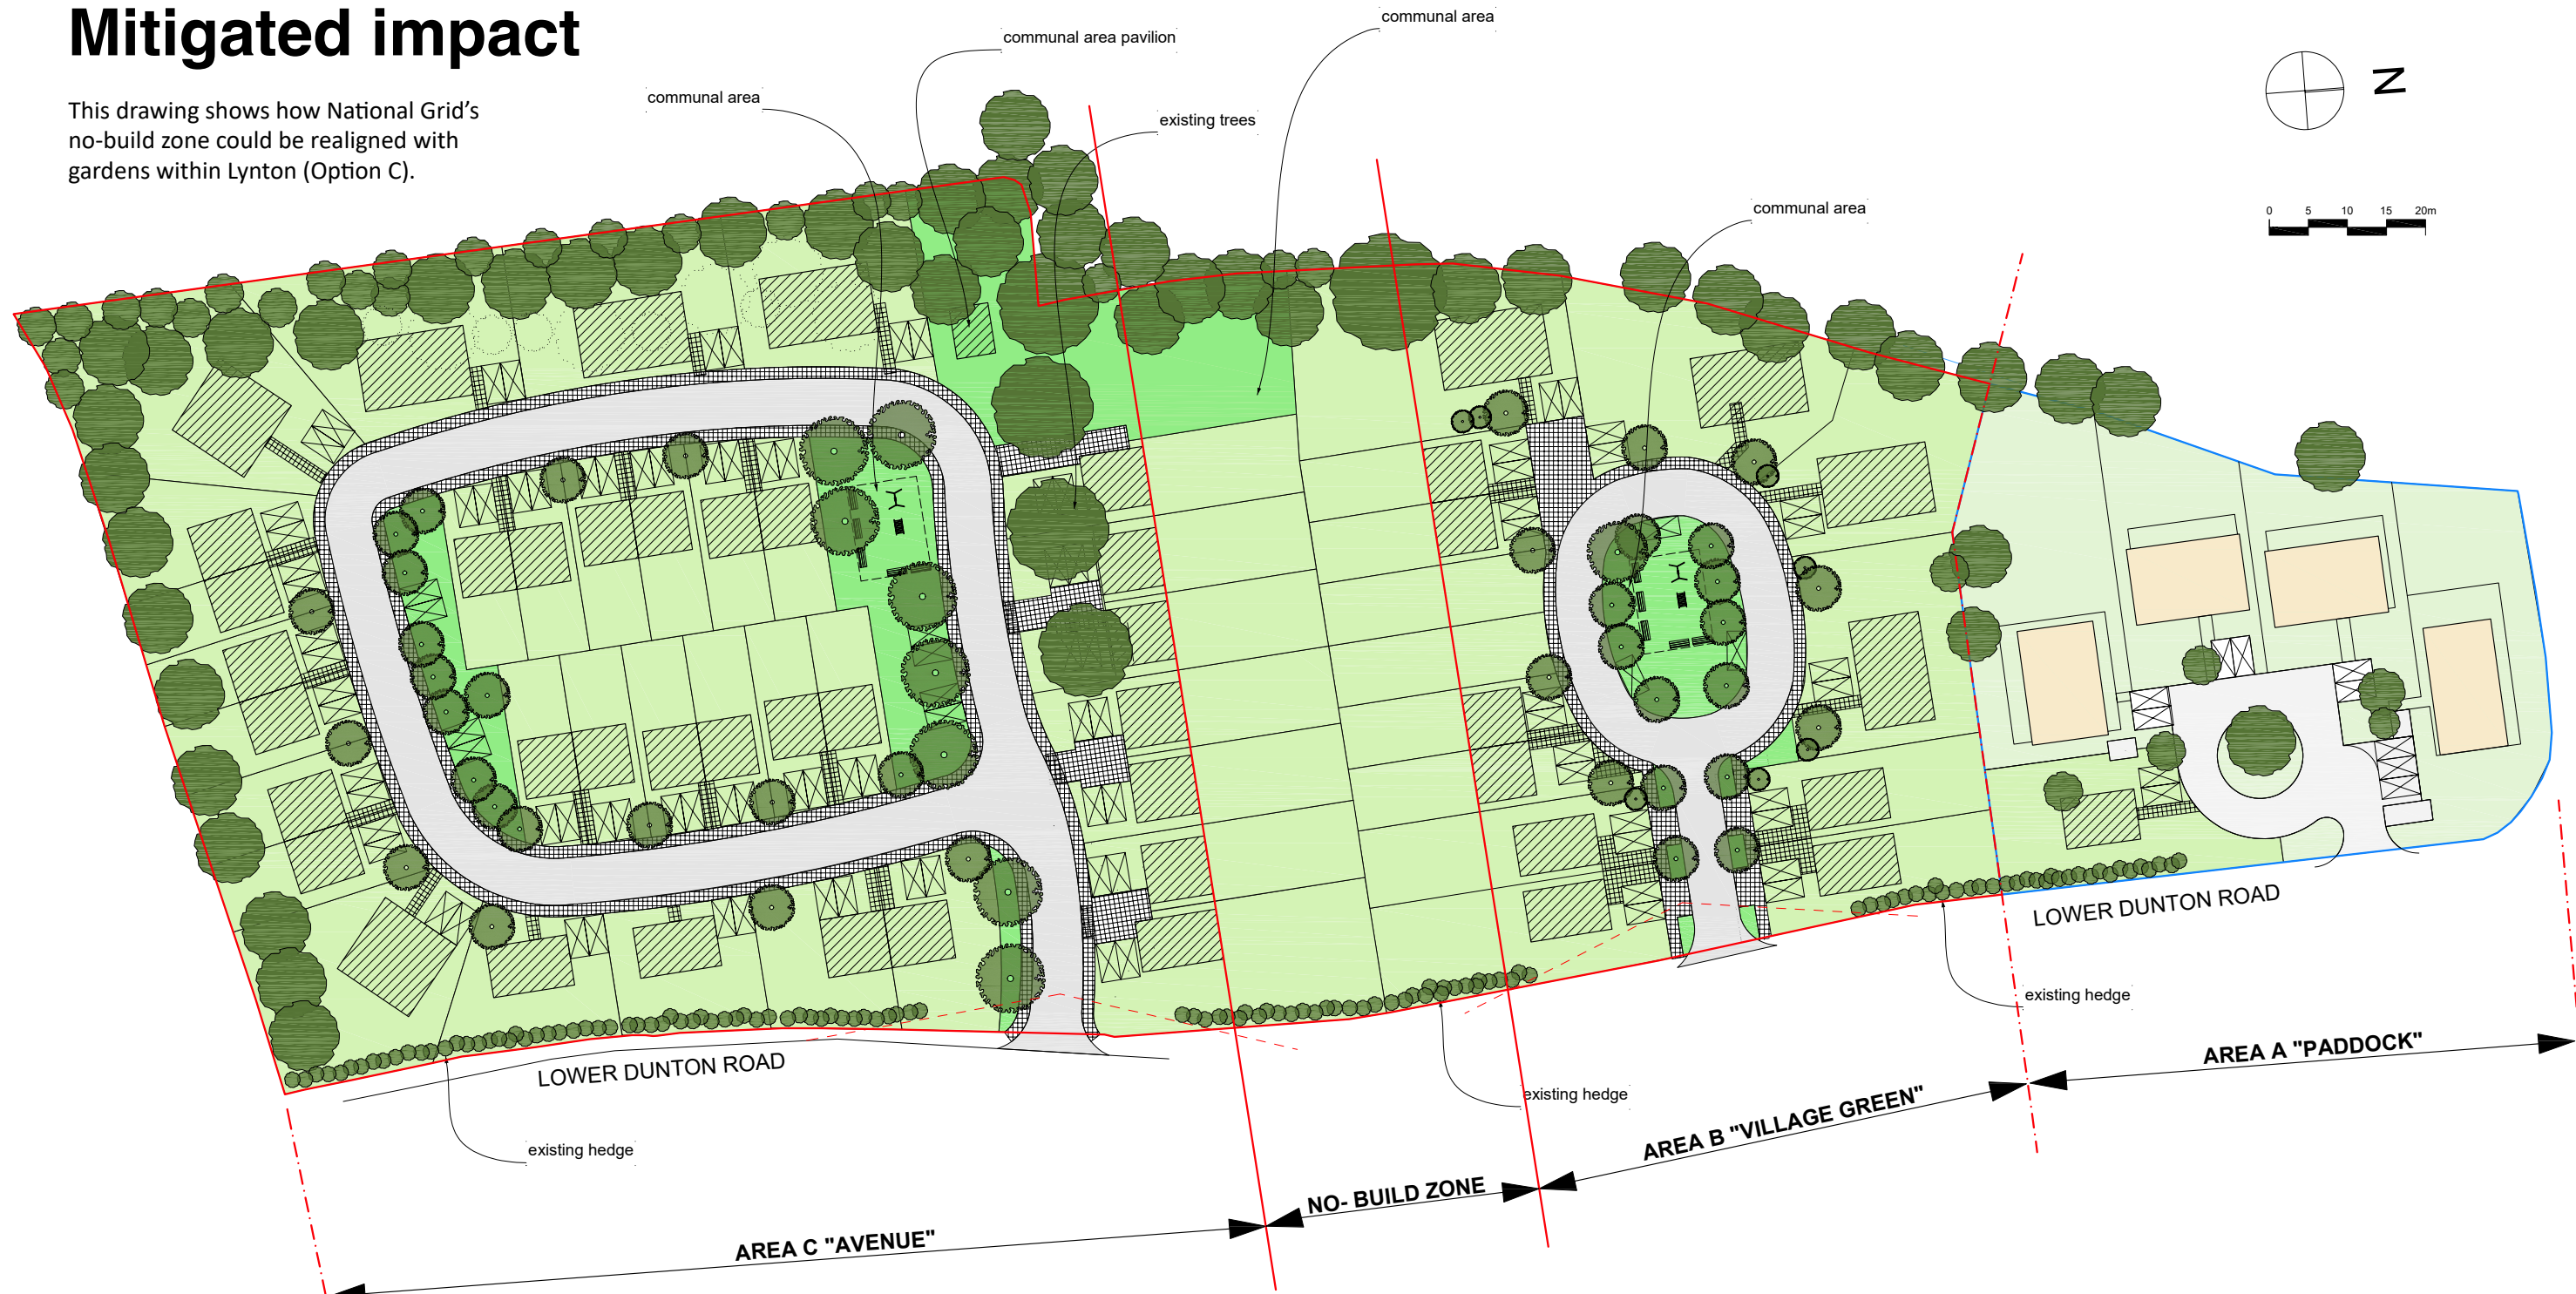 Mitigated impact
This drawing shows how National Grid's
no-build zone could be realigned with
gardens within Lynton (Option C).
communal area
communal area pavilion
existing trees
communal area
communal area
N
0 5 10 15 20m
LOWER DUNTON ROAD
LOWER DUNTON ROAD
existing hedge
existing hedge
existing hedge
AREA C "AVENUE"
NO- BUILD ZONE
AREA B "VILLAGE GREEN"
AREA A "PADDOCK"